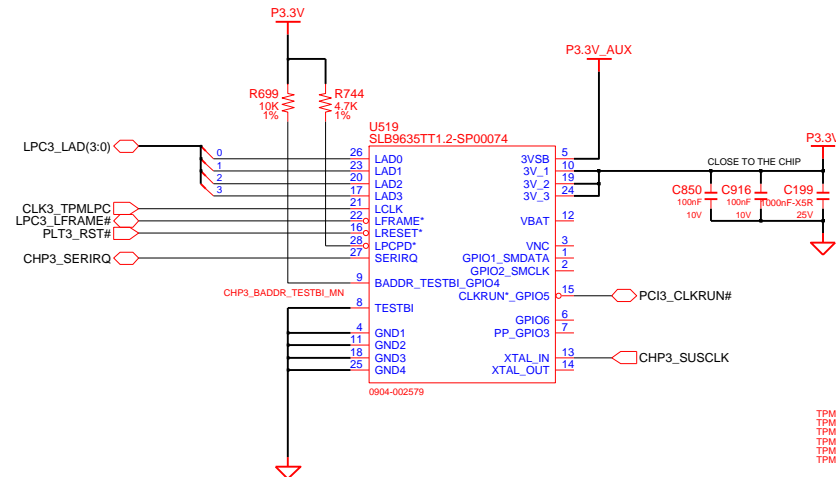 P3.3V
P3.3V_AUX
R699
10K
1%
R744
4.7K
1%
U519
SLB9635TT1.2-SP00074
P3.3V
LPC3_LAD(3:0)
0
1
2
3
26 LAD0
23 LAD1
20 LAD2
17 LAD3
CLK3_TPMLPC 21 LCLK
LPC3_LFRAME# 22 LFRAME*
PLT3_RST# 16 LRESET*
28 LPCPD*
CHP3_SERIRQ 27 SERIRQ
CHP3_BADDR_TESTBI_MN 9 BADDR_TESTBI_GPIO4
8 TESTBI
4 GND1
11 GND2
18 GND3
25 GND4
3VSB 5
3V_1 10
3V_2 19
3V_3 24
VBAT 12
VNC 3
GPIO1_SMDATA 1
GPIO2_SMCLK 2
CLKRUN*_GPIO5 15 PCI3_CLKRUN#
GPIO6 6
PP_GPIO3 7
XTAL_IN 13 CHP3_SUSCLK
XTAL_OUT 14
0904-002579
CLOSE TO THE CHIP
C850
100nF
10V
C916
100nF
10V
C199
1000nF-X5R
25V
TPM
TPM
TPM
TPM
TPM
TPM